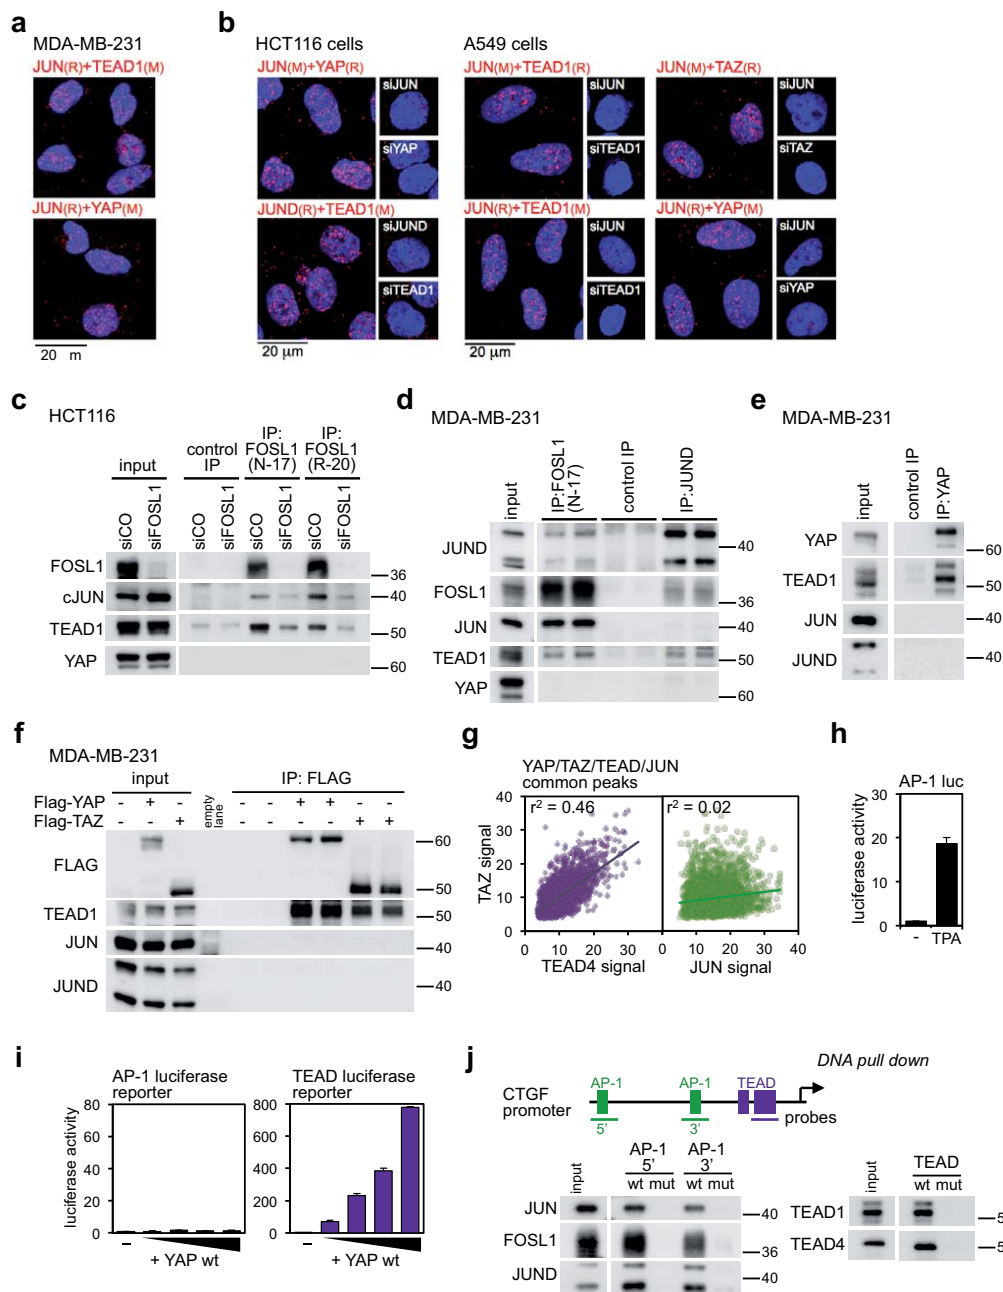 a
MDA-MB-231
JUN(R)+TEAD1(M)
JUN(R)+YAP(M)
20 m
b
HCT116 cells
A549 cells
JUN(M)+YAP(R)
siJUN
siYAP
JUN(M)+TEAD1(R)
siJUN
siTEAD1
JUN(M)+TAZ(R)
siJUN
siTAZ
JUND(R)+TEAD1(M)
siJUND
siTEAD1
JUN(R)+TEAD1(M)
siJUN
siTEAD1
JUN(R)+YAP(M)
siJUN
siYAP
20 μm
20 μm
c
HCT116
input
control IP
IP: FOSL1 (N-17)
IP: FOSL1 (R-20)
siCO siFOSL1 siCO siFOSL1 siCO siFOSL1 siCO siFOSL1
FOSL1 36
cJUN 40
TEAD1 50
YAP 60
d
MDA-MB-231
input
IP:FOSL1 (N-17)
control IP
IP:JUND
JUND 40
FOSL1 36
JUN 40
TEAD1 50
YAP 60
e
MDA-MB-231
input
control IP
IP:YAP
YAP 60
TEAD1 50
JUN 40
JUND 40
f
MDA-MB-231
input
IP: FLAG
Flag-YAP - + - - - + + - -
Flag-TAZ - - + - - - - + +
empty lane
FLAG 60
50
TEAD1 50
JUN 40
JUND 40
g
YAP/TAZ/TEAD/JUN
common peaks
r² = 0.46
r² = 0.02
TAZ signal
40
30
20
10
0
0 10 20 30 40
0 10 20 30 40
TEAD4 signal
JUN signal
h
AP-1 luc
luciferase activity
30
20
10
0
- TPA
i
AP-1 luciferase
reporter
TEAD luciferase
reporter
luciferase activity
80
60
40
20
0
800
600
400
200
0
–
+ YAP wt
–
+ YAP wt
j
DNA pull down
CTGF
promoter
AP-1
AP-1
TEAD
5'
3'
probes
input
AP-1
5'
AP-1
3'
wt mut wt mut
JUN 40
FOSL1 36
JUND 40
input
TEAD
wt mut
TEAD1 5
TEAD4 5